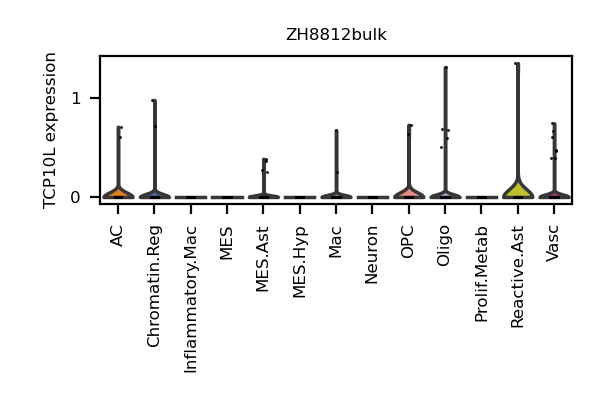 ZH8812bulk
TCP10L expression
1
0
AC
Chromatin.Reg
Inflammatory.Mac
MES
MES.Ast
MES.Hyp
Mac
Neuron
OPC
Oligo
Prolif.Metab
Reactive.Ast
Vasc